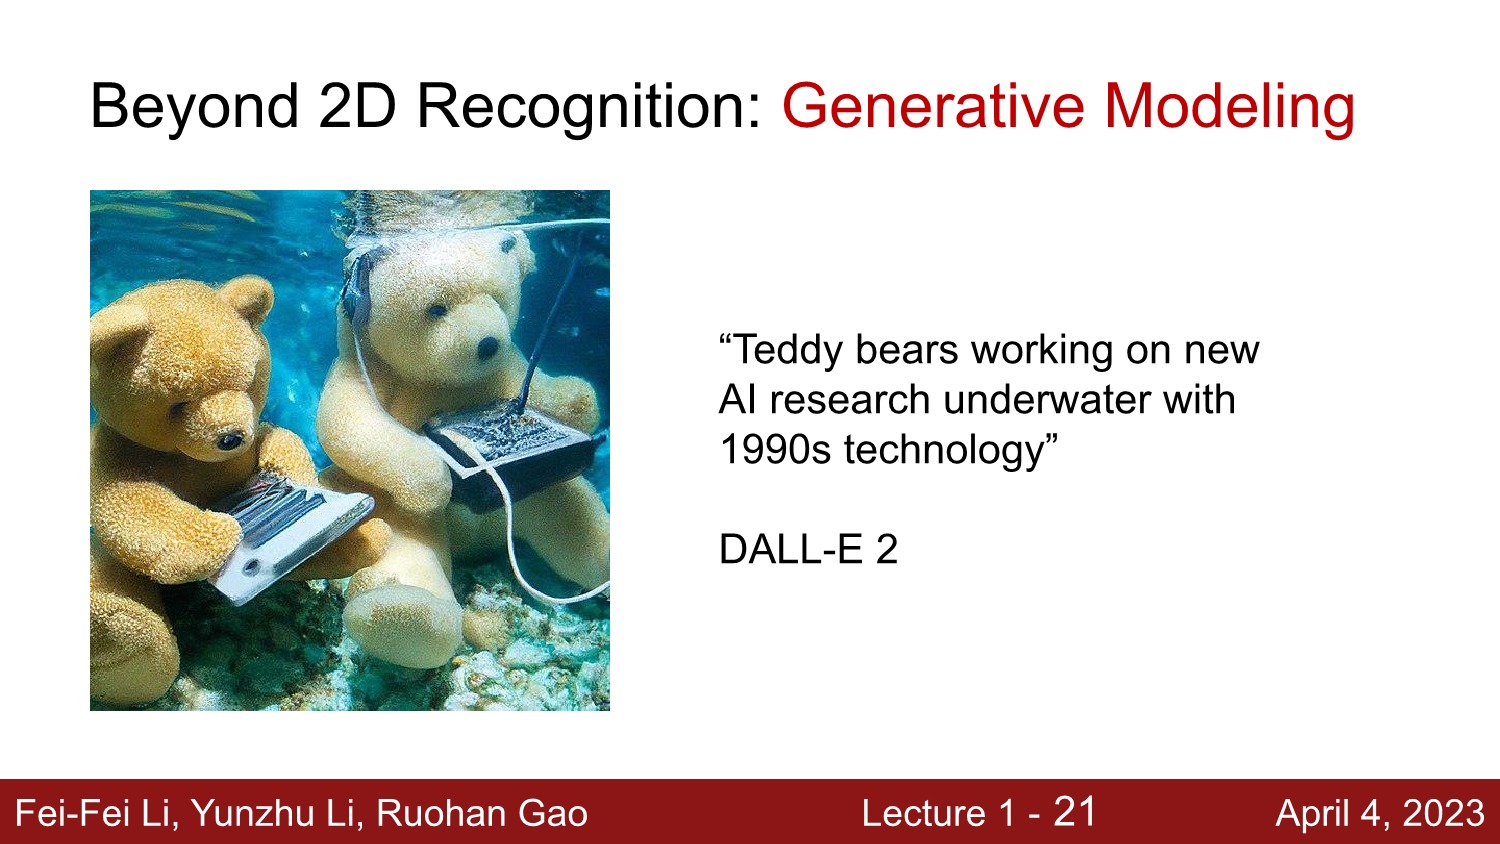 Beyond 2D Recognition: Generative Modeling
“Teddy bears working on new
AI research underwater with
1990s technology”
DALL-E 2
Fei-Fei Li, Yunzhu Li, Ruohan Gao
Lecture 1 - 21
April 4, 2023